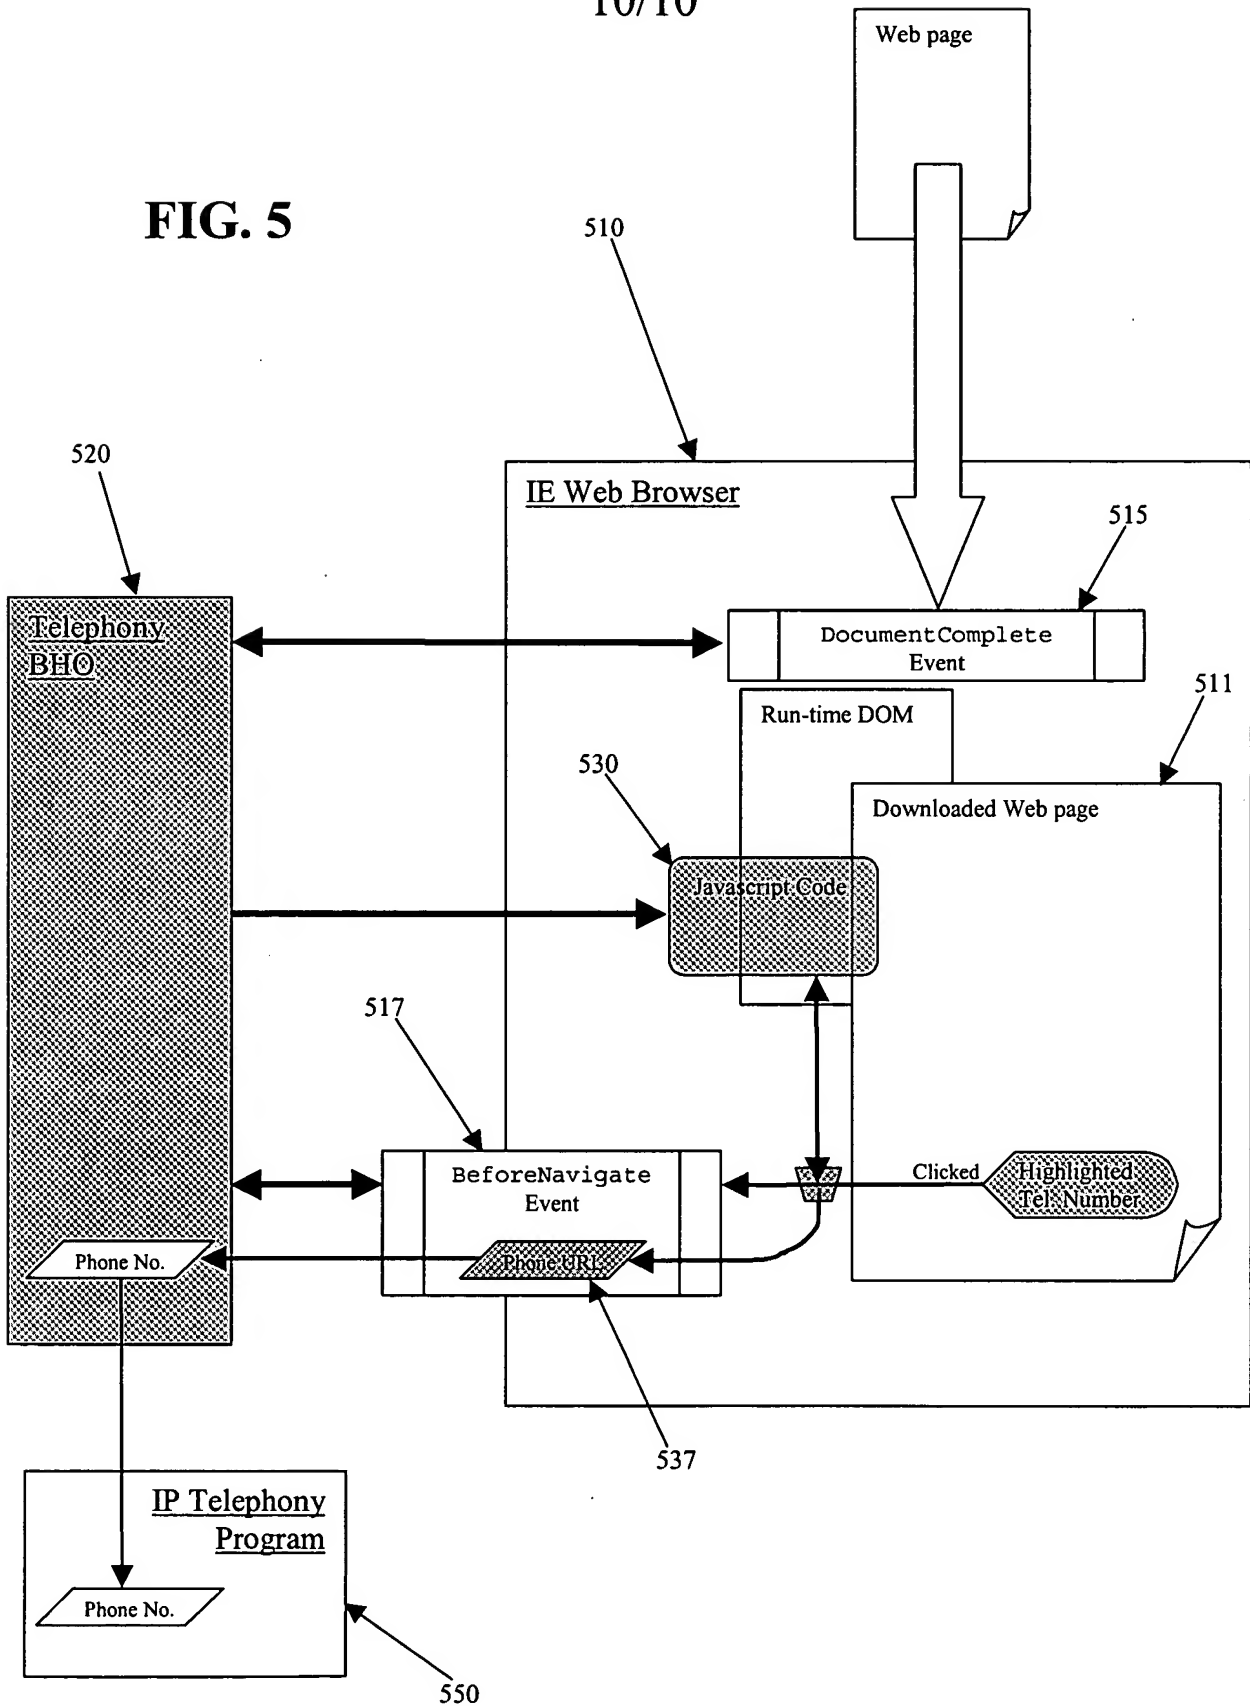 10/10
Web page
FIG. 5
510
520
IE Web Browser
515
Telephony
BHO
DocumentComplete
Event
511
Run-time DOM
530
Downloaded Web page
Javascript Code
517
BeforeNavigate
Event
Clicked
Highlighted
Tel. Number
Phone No.
Phone URL
537
IP Telephony
Program
Phone No.
550